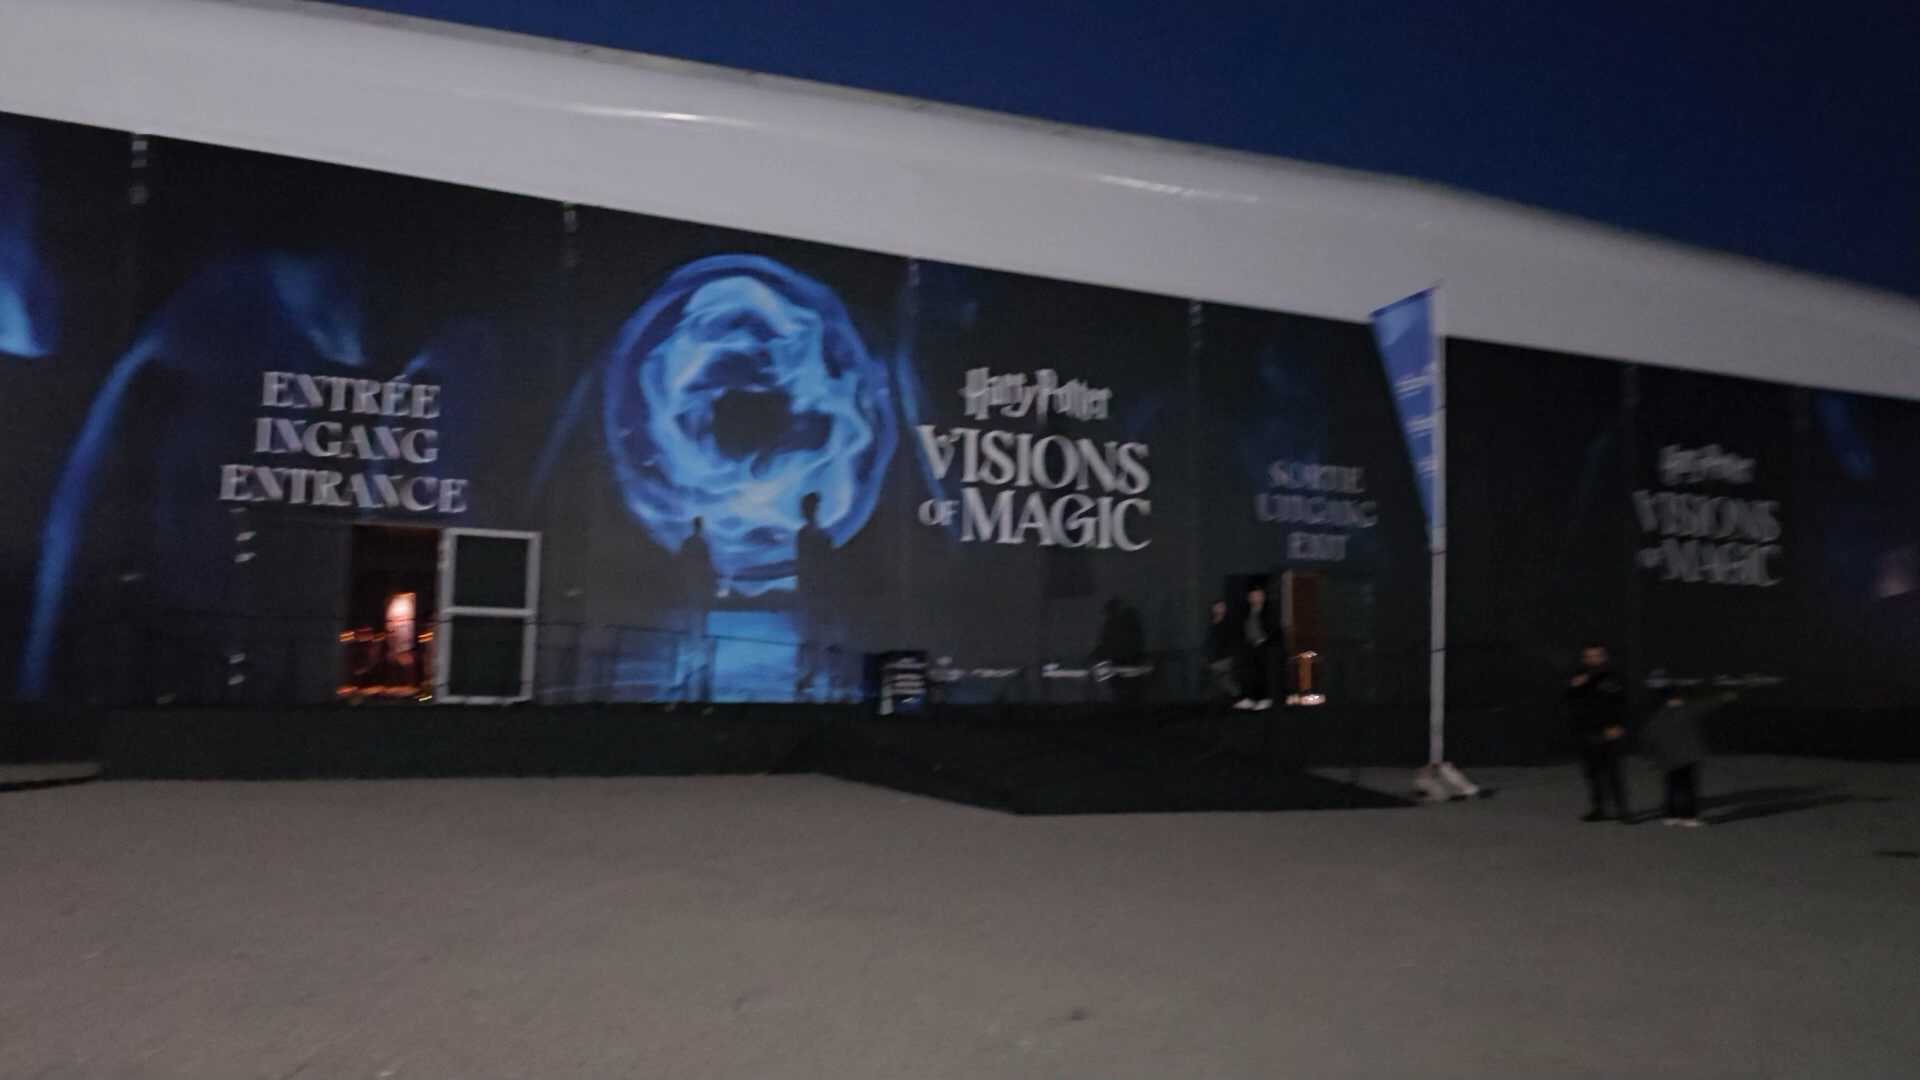 ENTRÉE
INGANG
ENTRANCE
Harry Potter
VISIONS
OF MAGIC
SORTIE
UITGANG
EXIT
Harry Potter
VISIONS
OF MAGIC